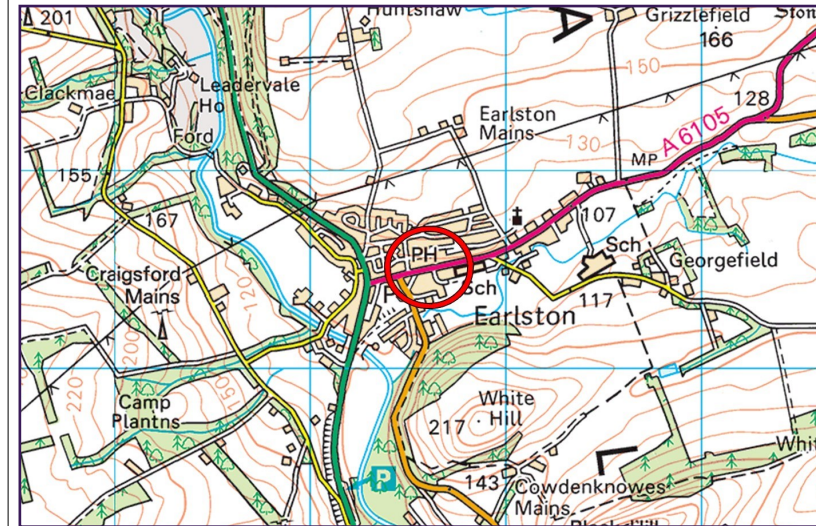 201
Huntshaw
Grizzlefield
166
A
150
Clackmae
Leadervale
Ho
Earlston
Mains
128
Ford
130
A 6105
MP
155
167
107
PH
Sch
Craigsford
Mains
Georgefield
120
Sch
117
Earlston
200
150
220
Camp
Plantns
White
Hill
217
P
143
Cowdenknowes
Mains